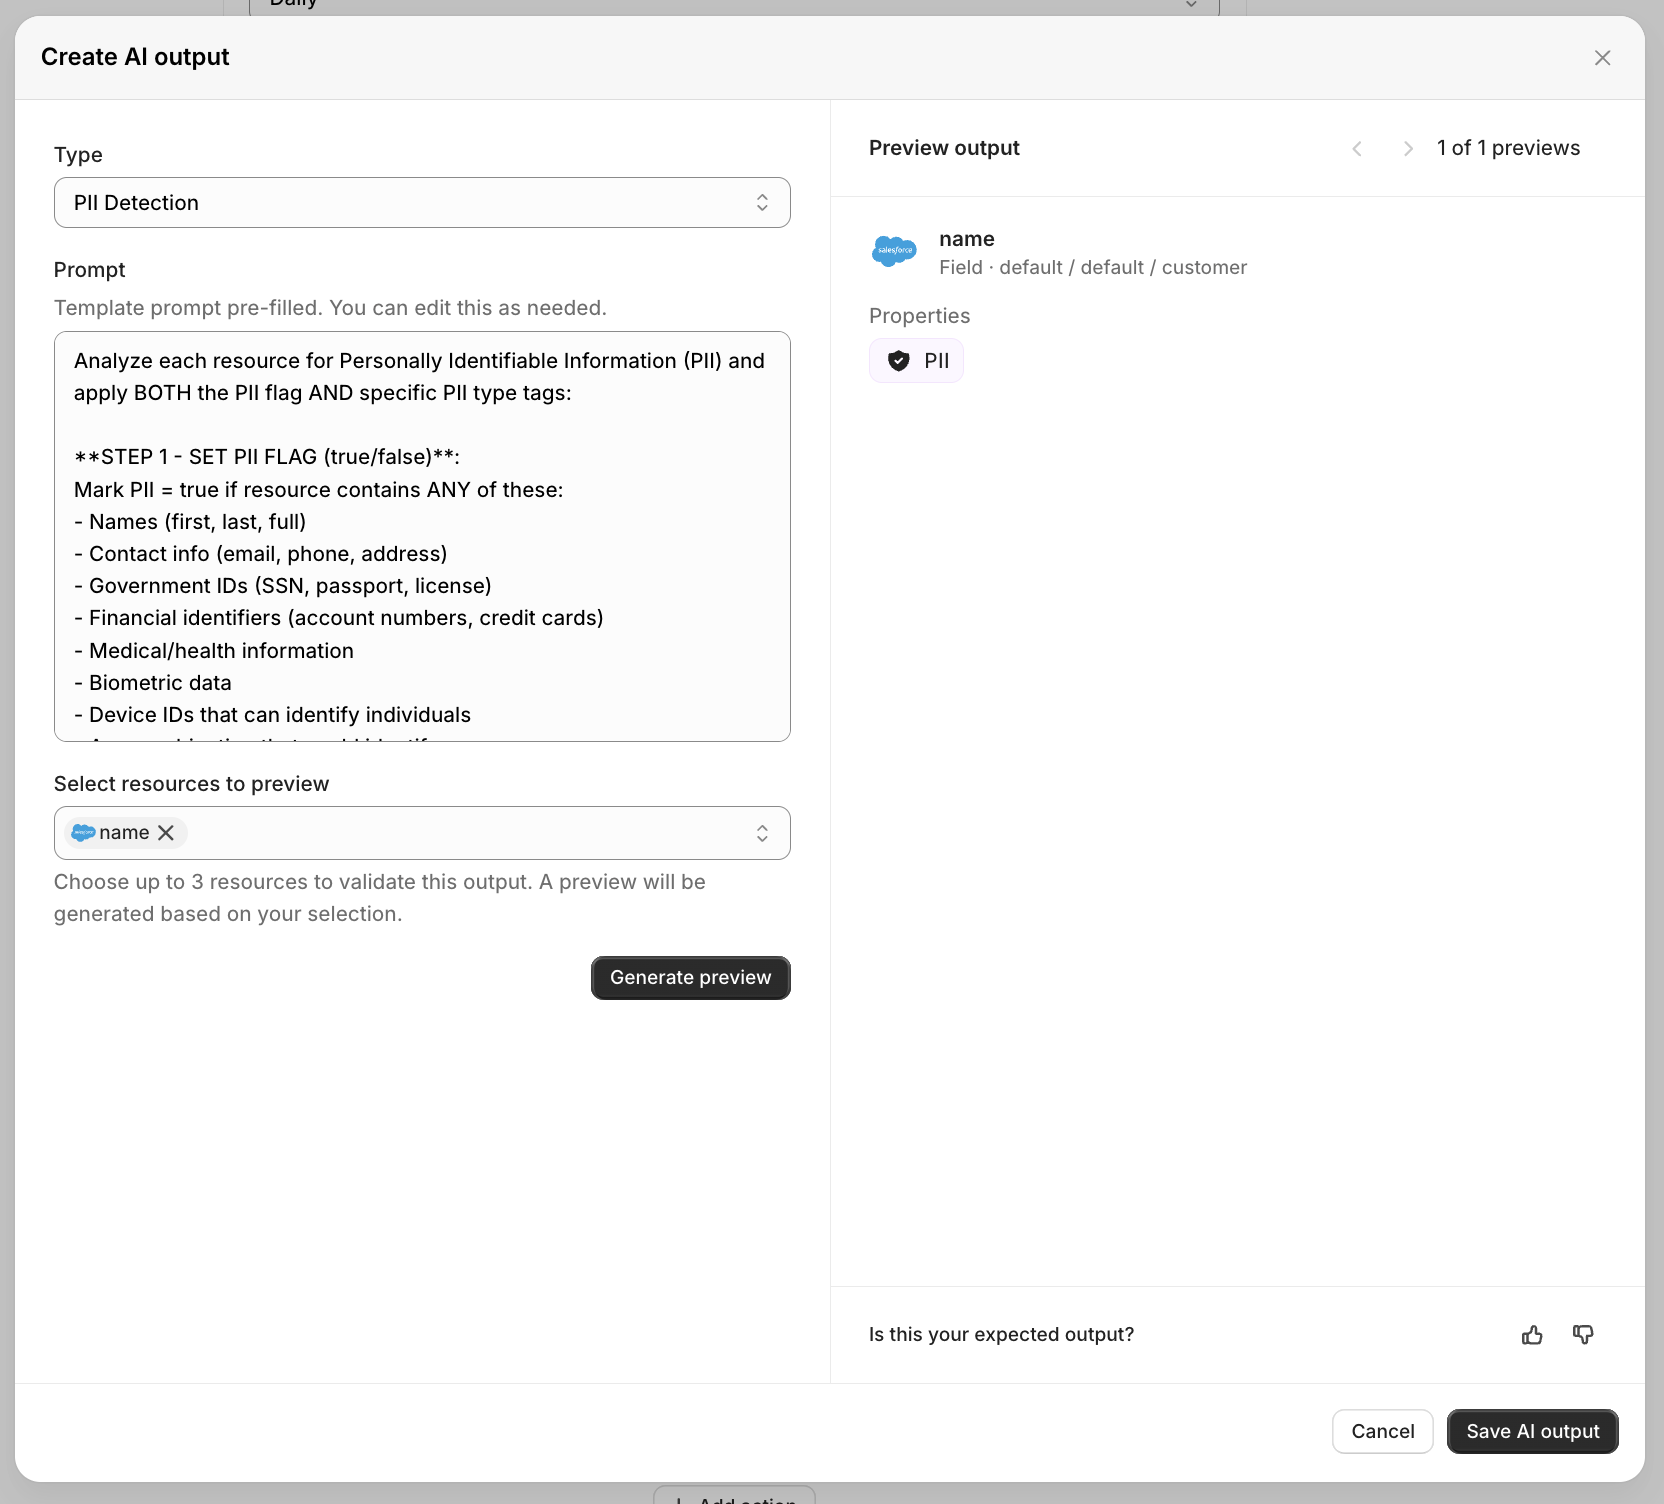 Daily
Create AI output
Type
PII Detection
Prompt
Template prompt pre-filled. You can edit this as needed.
Analyze each resource for Personally Identifiable Information (PII) and
apply BOTH the PII flag AND specific PII type tags:
**STEP 1 - SET PII FLAG (true/false)**:
Mark PII = true if resource contains ANY of these:
- Names (first, last, full)
- Contact info (email, phone, address)
- Government IDs (SSN, passport, license)
- Financial identifiers (account numbers, credit cards)
- Medical/health information
- Biometric data
- Device IDs that can identify individuals
Select resources to preview
name
Choose up to 3 resources to validate this output. A preview will be
generated based on your selection.
Generate preview
Preview output
1 of 1 previews
salesforce
name
Field · default / default / customer
Properties
PII
Is this your expected output?
Cancel
Save AI output
+ Add action